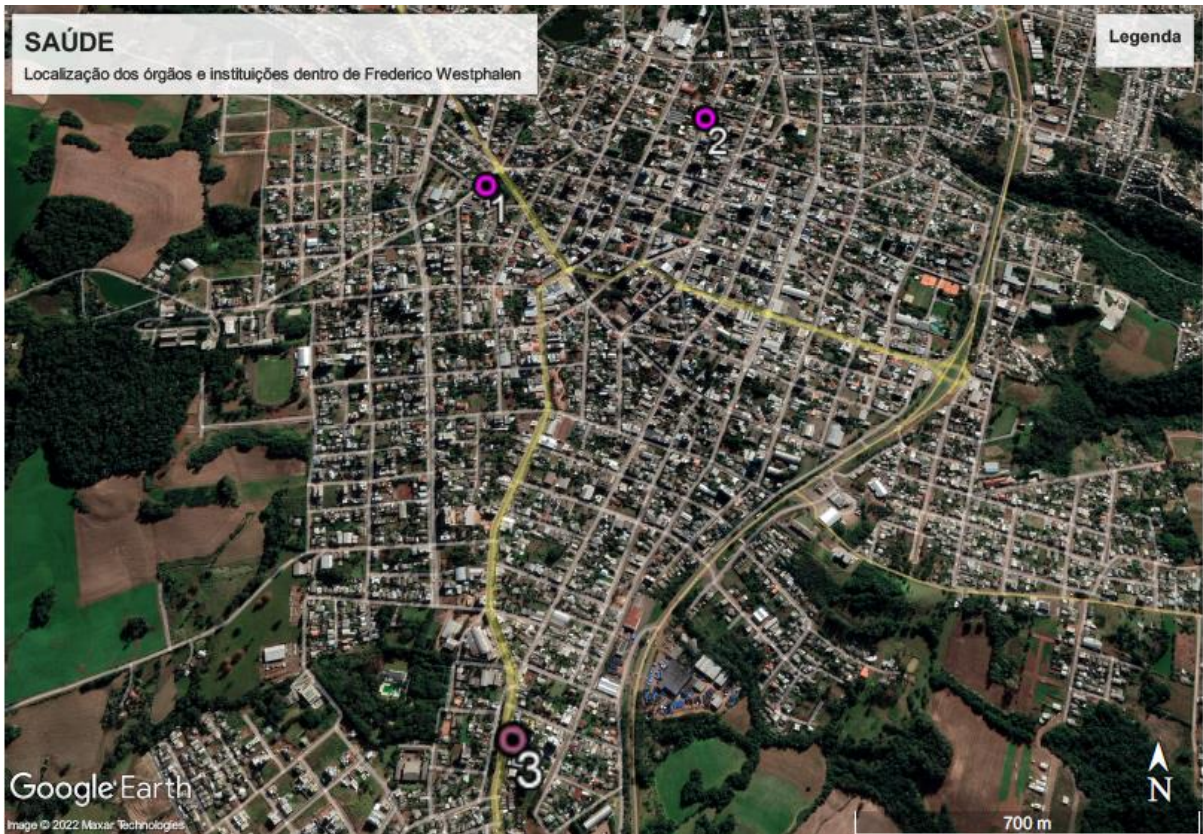 SAÚDE
Localização dos órgãos e instituições dentro de Frederico Westphalen
Legenda
2
1
3
Google Earth
N
Image © 2022 Maxar Technologies
700 m